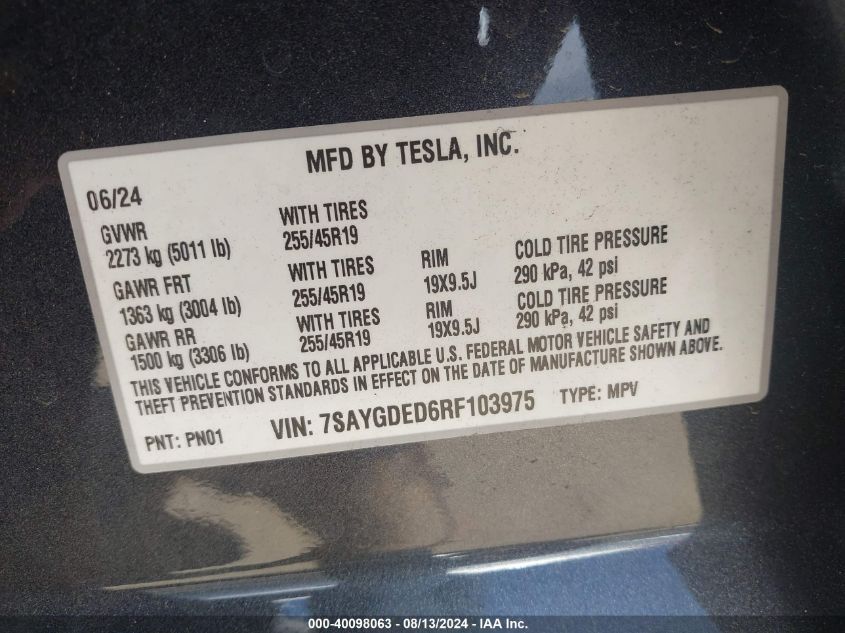 MFD BY TESLA, INC.
06/24
GVWR WITH TIRES
2273 kg (5011 lb) 255/45R19
GAWR FRT WITH TIRES RIM COLD TIRE PRESSURE
1363 kg (3004 lb) 255/45R19 19X9.5J 290 kPa, 42 psi
GAWR RR WITH TIRES RIM COLD TIRE PRESSURE
1500 kg (3306 lb) 255/45R19 19X9.5J 290 kPa, 42 psi
THIS VEHICLE CONFORMS TO ALL APPLICABLE U.S. FEDERAL MOTOR VEHICLE SAFETY AND
THEFT PREVENTION STANDARDS IN EFFECT ON THE DATE OF MANUFACTURE SHOWN ABOVE.
PNT: PN01 VIN: 7SAYGDED6RF103975 TYPE: MPV
000-40098063 - 08/13/2024 - IAA Inc.